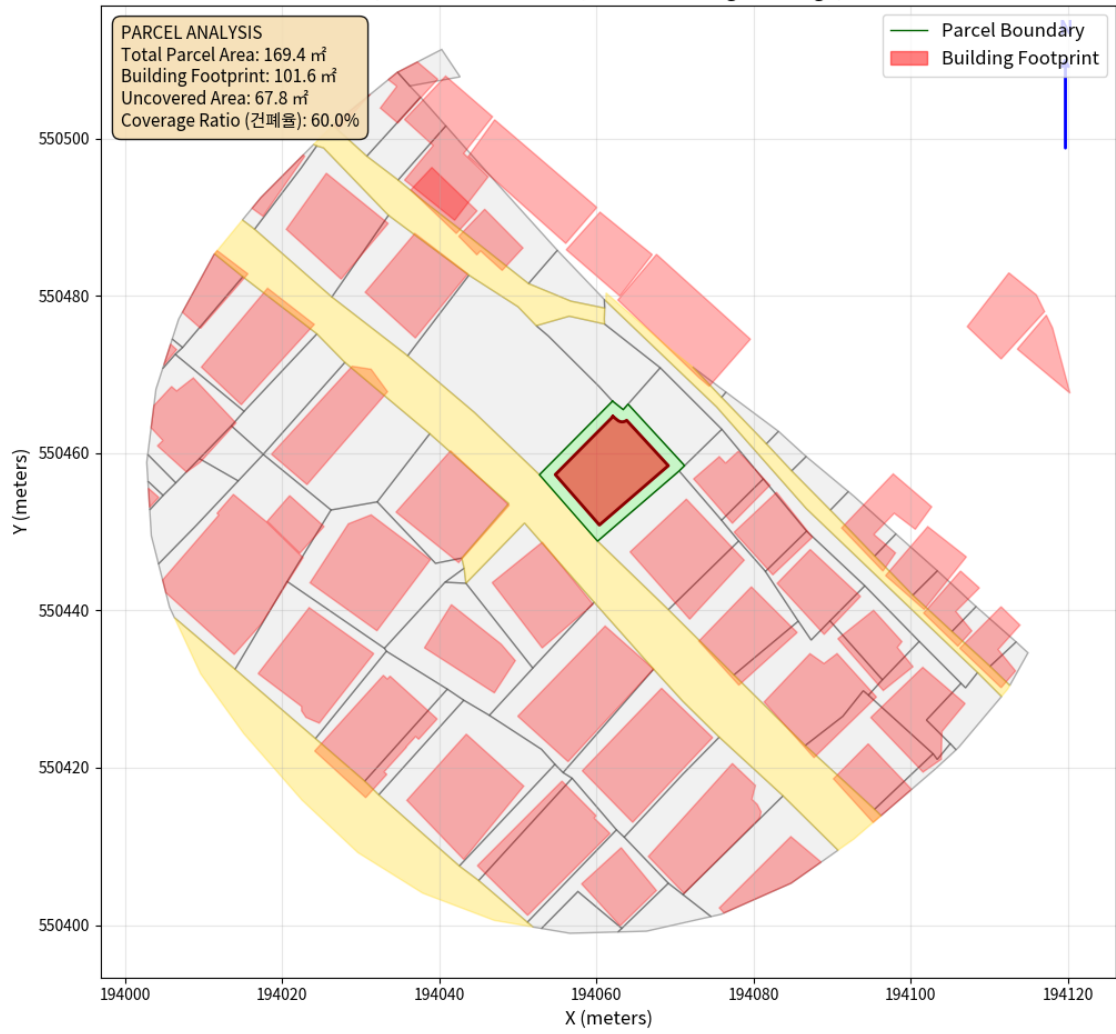 PARCEL ANALYSIS
Total Parcel Area: 169.4 ㎡
Building Footprint: 101.6 ㎡
Uncovered Area: 67.8 ㎡
Coverage Ratio (건폐율): 60.0%
Parcel Boundary
Building Footprint
N
550500
550480
550460
550440
550420
550400
Y (meters)
194000
194020
194040
194060
194080
194100
194120
X (meters)